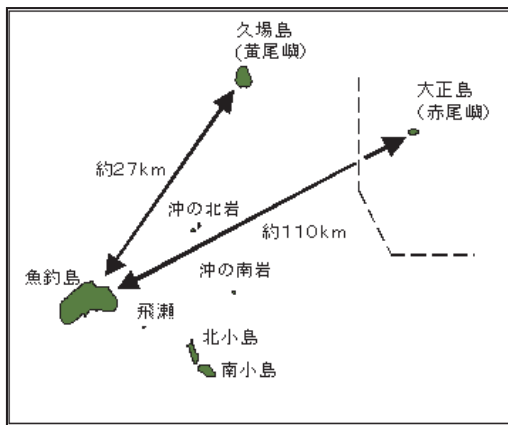 久場島
(黄尾嶼)
大正島
(赤尾嶼)
約27km
沖の北岩
約110km
魚釣島
沖の南岩
飛瀬
北小島
南小島